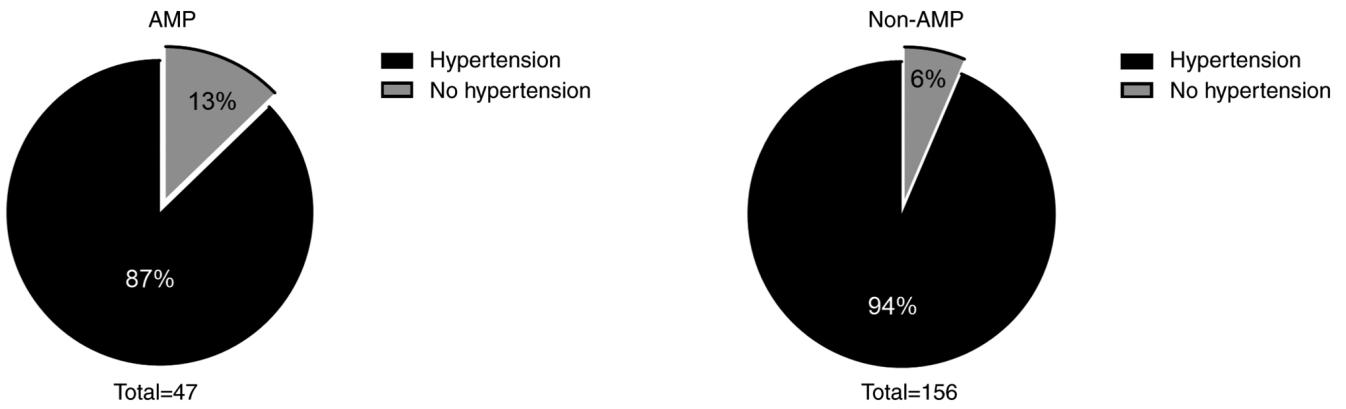 AMP
Hypertension
No hypertension
13%
87%
Total=47
Non-AMP
Hypertension
No hypertension
6%
94%
Total=156